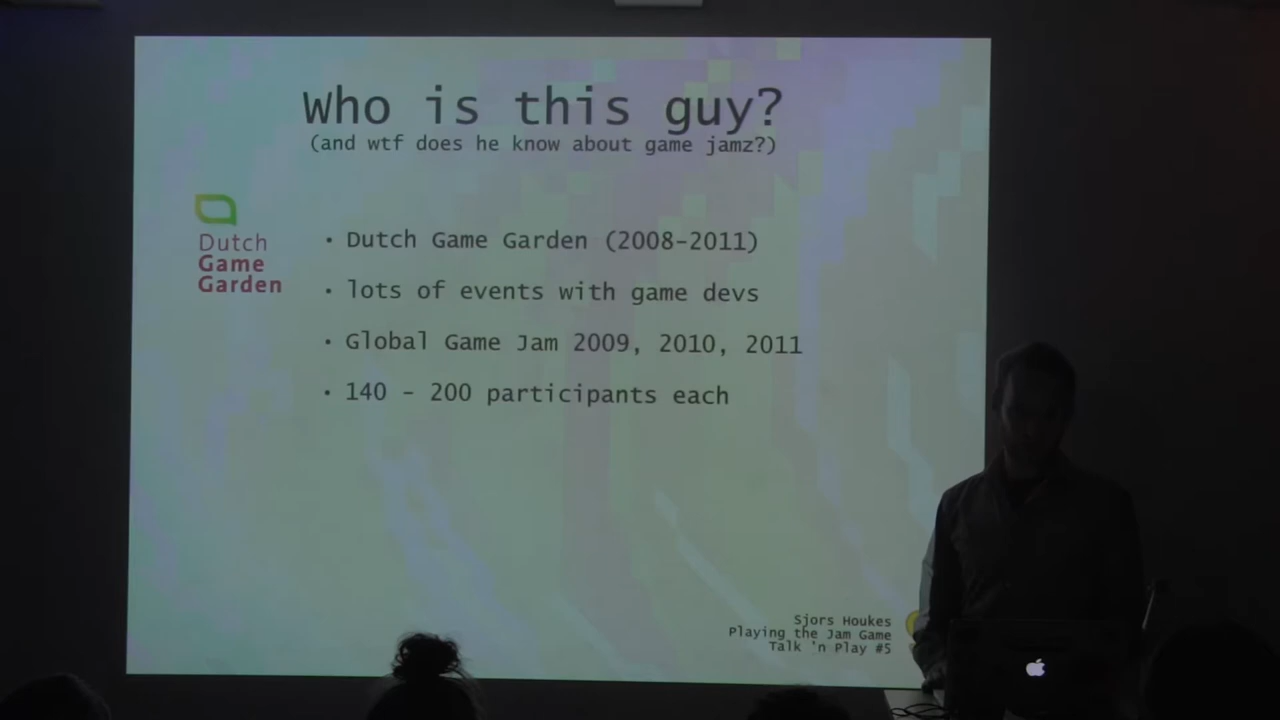 Who is this guy?
(and wtf does he know about game jamz?)
Dutch
Game
Garden
• Dutch Game Garden (2008-2011)
• lots of events with game devs
• Global Game Jam 2009, 2010, 2011
• 140 - 200 participants each
Sjors Houkes
Playing the Jam Game
Talk 'n Play #5